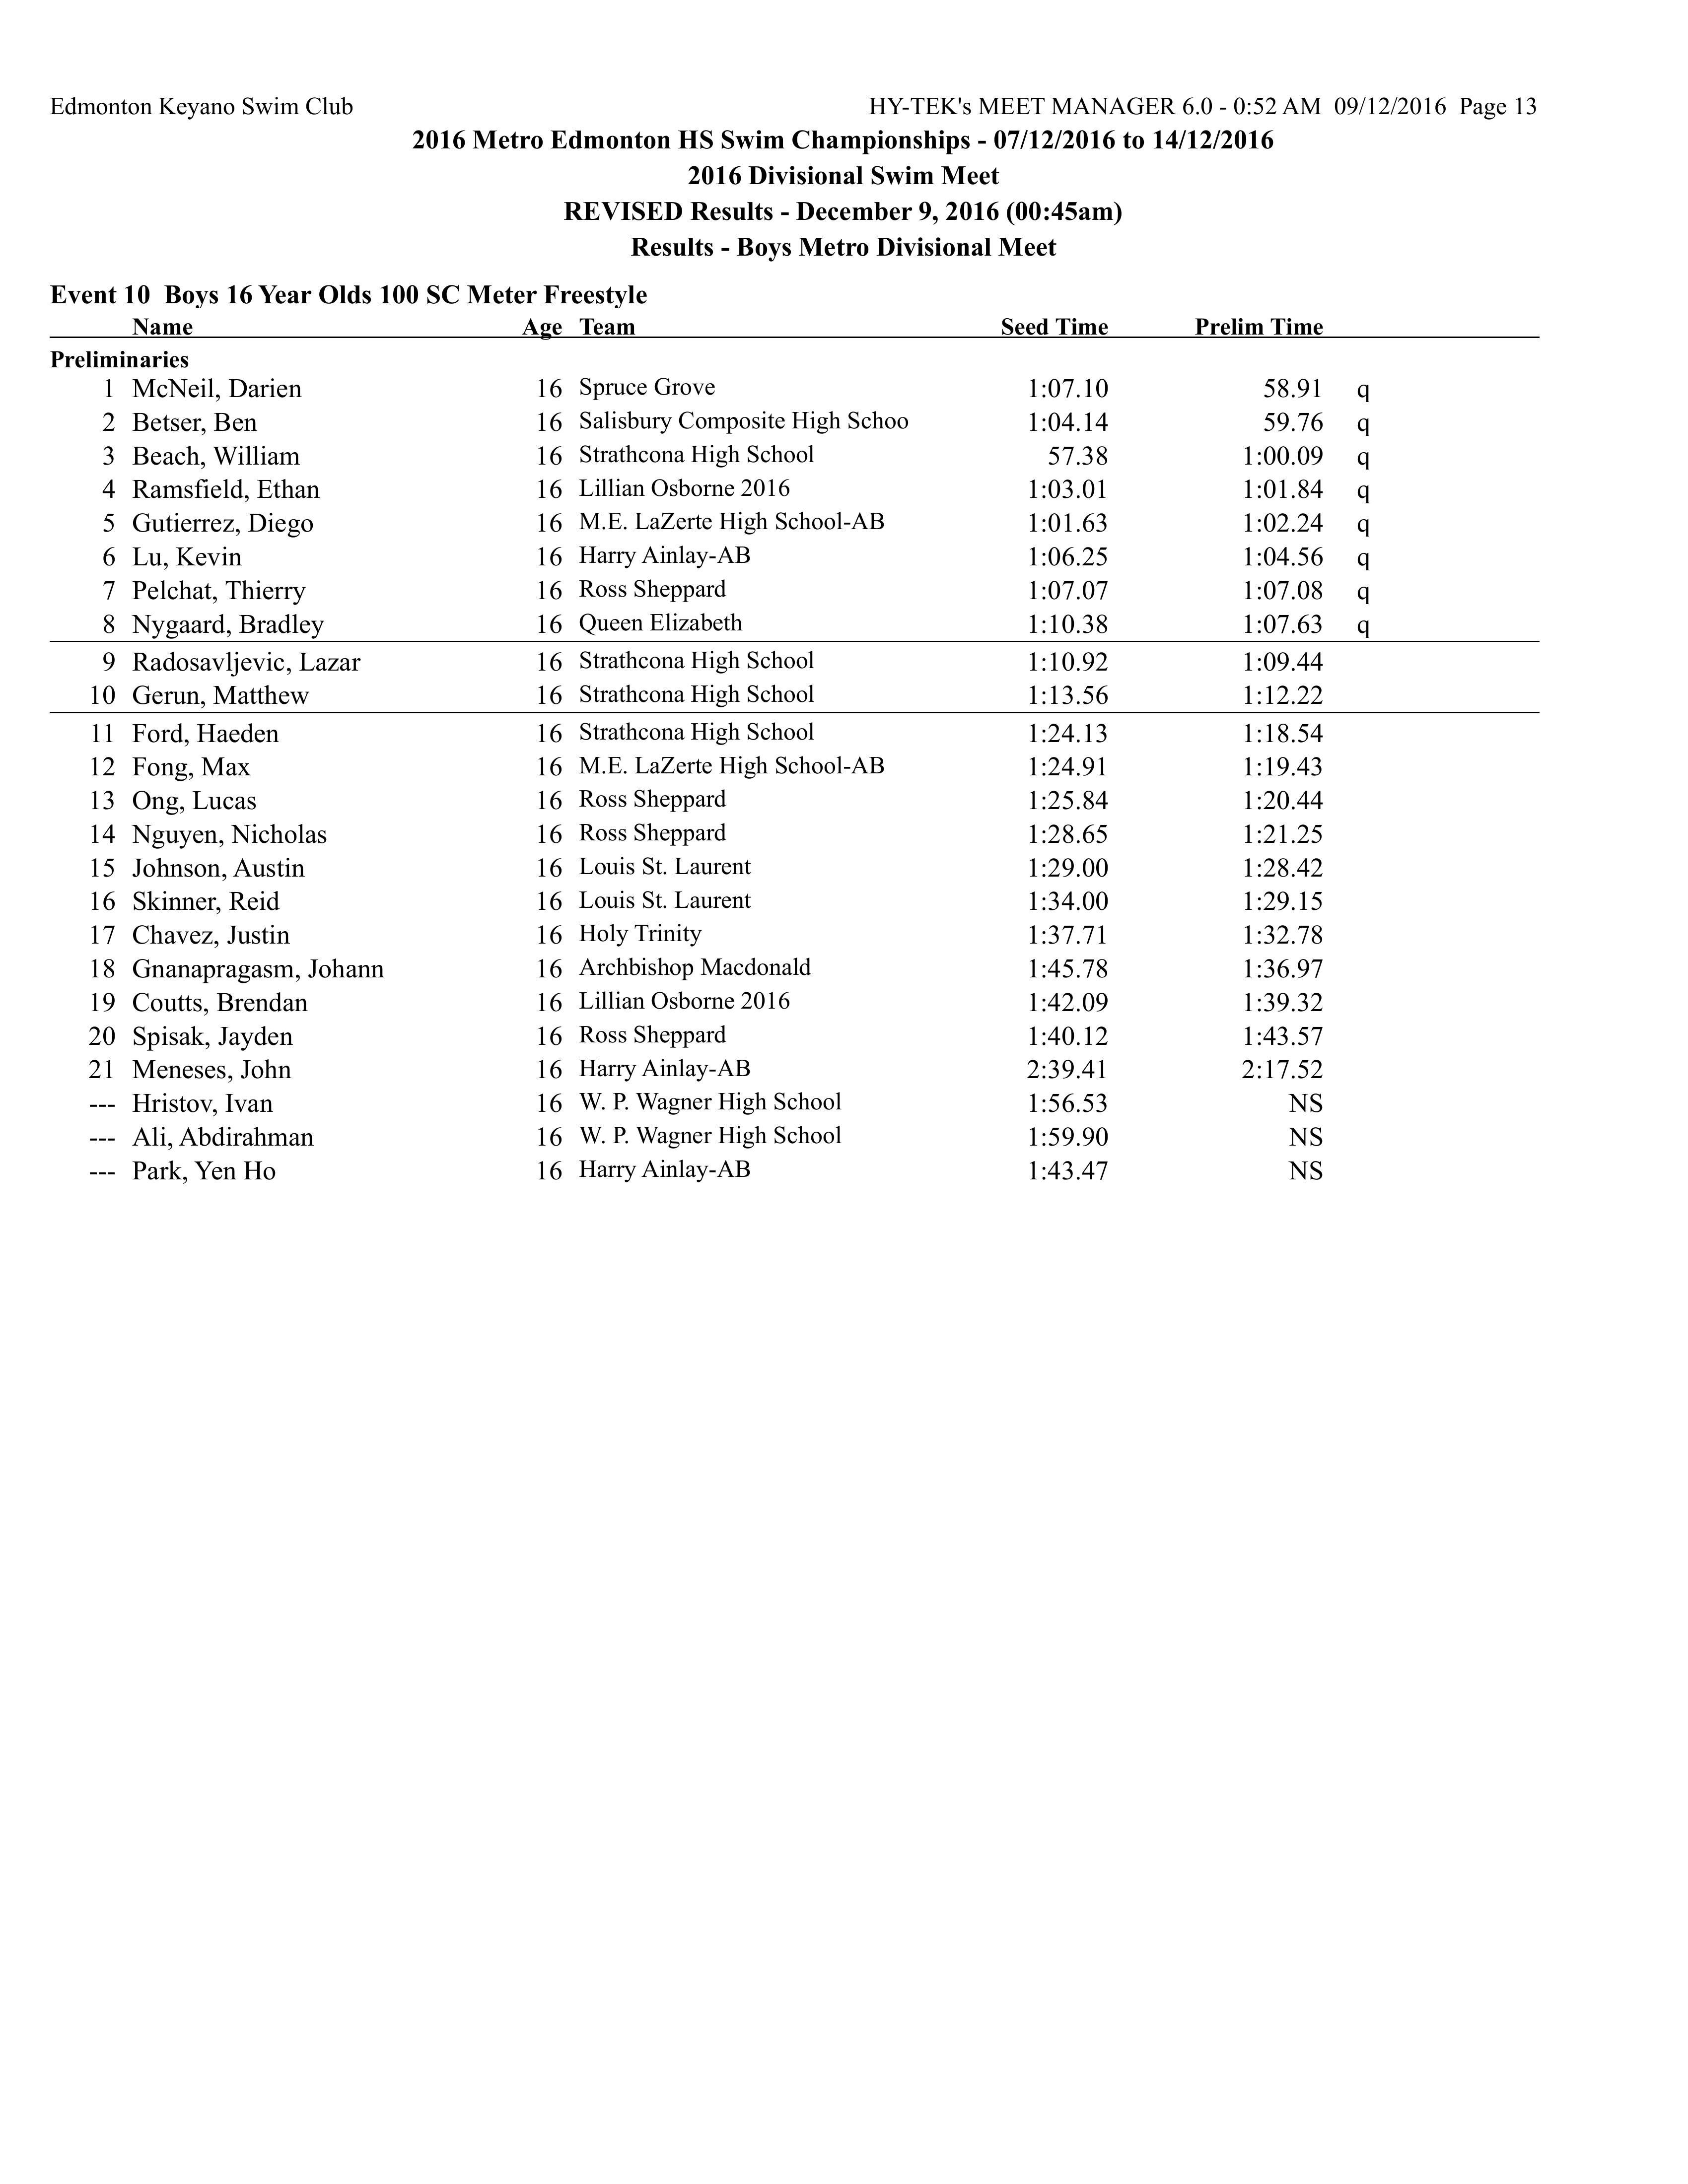 Edmonton Keyano Swim Club HY-TEK's MEET MANAGER 6.0 - 0:52 AM 09/12/2016 Page 13
2016 Metro Edmonton HS Swim Championships - 07/12/2016 to 14/12/2016
2016 Divisional Swim Meet
REVISED Results - December 9, 2016 (00:45am)
Results - Boys Metro Divisional Meet
Event 10 Boys 16 Year Olds 100 SC Meter Freestyle
Name Age Team Seed Time Prelim Time
Preliminaries
1 McNeil, Darien 16 Spruce Grove 1:07.10 58.91 q
2 Betser, Ben 16 Salisbury Composite High Schoo 1:04.14 59.76 q
3 Beach, William 16 Strathcona High School 57.38 1:00.09 q
4 Ramsfield, Ethan 16 Lillian Osborne 2016 1:03.01 1:01.84 q
5 Gutierrez, Diego 16 M.E. LaZerte High School-AB 1:01.63 1:02.24 q
6 Lu, Kevin 16 Harry Ainlay-AB 1:06.25 1:04.56 q
7 Pelchat, Thierry 16 Ross Sheppard 1:07.07 1:07.08 q
8 Nygaard, Bradley 16 Queen Elizabeth 1:10.38 1:07.63 q
9 Radosavljevic, Lazar 16 Strathcona High School 1:10.92 1:09.44
10 Gerun, Matthew 16 Strathcona High School 1:13.56 1:12.22
11 Ford, Haeden 16 Strathcona High School 1:24.13 1:18.54
12 Fong, Max 16 M.E. LaZerte High School-AB 1:24.91 1:19.43
13 Ong, Lucas 16 Ross Sheppard 1:25.84 1:20.44
14 Nguyen, Nicholas 16 Ross Sheppard 1:28.65 1:21.25
15 Johnson, Austin 16 Louis St. Laurent 1:29.00 1:28.42
16 Skinner, Reid 16 Louis St. Laurent 1:34.00 1:29.15
17 Chavez, Justin 16 Holy Trinity 1:37.71 1:32.78
18 Gnanapragasm, Johann 16 Archbishop Macdonald 1:45.78 1:36.97
19 Coutts, Brendan 16 Lillian Osborne 2016 1:42.09 1:39.32
20 Spisak, Jayden 16 Ross Sheppard 1:40.12 1:43.57
21 Meneses, John 16 Harry Ainlay-AB 2:39.41 2:17.52
--- Hristov, Ivan 16 W. P. Wagner High School 1:56.53 NS
--- Ali, Abdirahman 16 W. P. Wagner High School 1:59.90 NS
--- Park, Yen Ho 16 Harry Ainlay-AB 1:43.47 NS